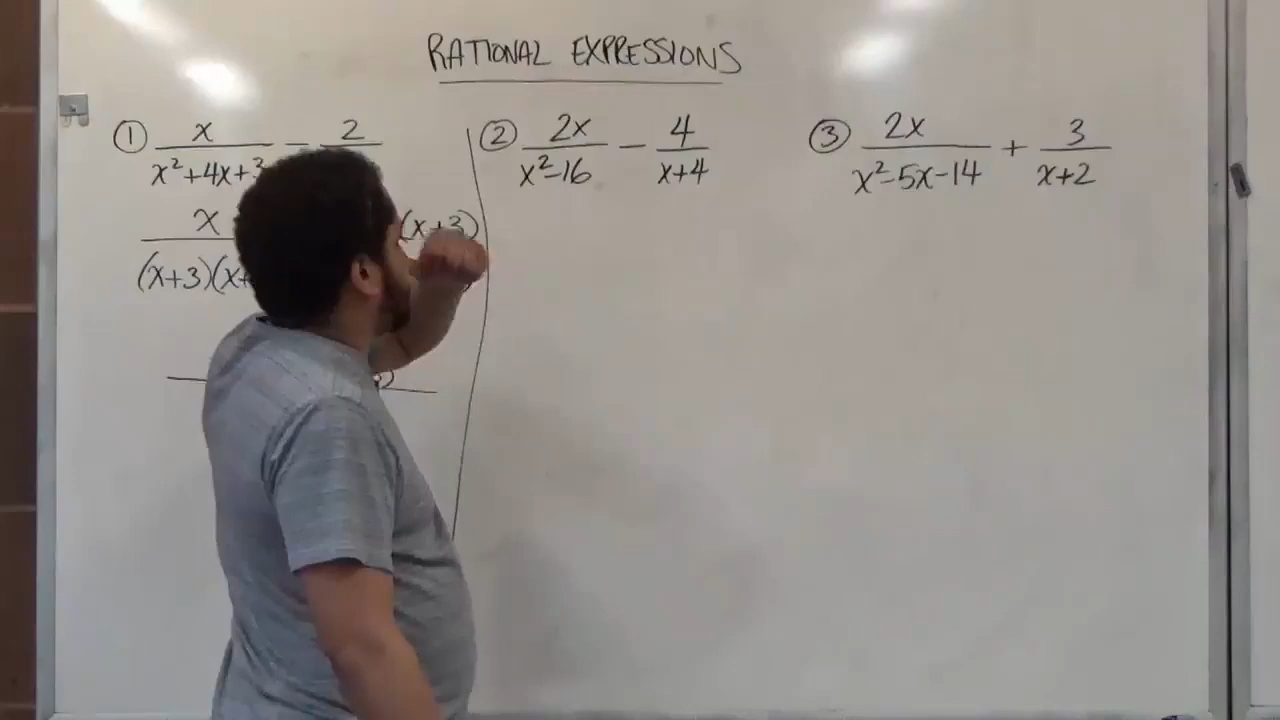 RATIONAL EXPRESSIONS
① x/(x²+4x+3) − 2/
x (x+3)
(x+3)(x+
② 2x/(x²-16) − 4/(x+4)
③ 2x/(x²-5x-14) + 3/(x+2)